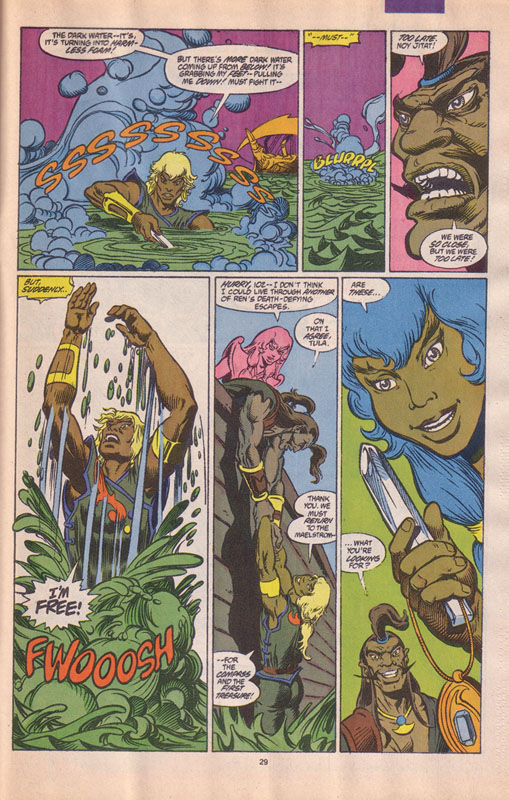 THE DARK WATER--IT'S,
IT'S TURNING INTO HARM-
LESS FOAM!
BUT THERE'S MORE DARK WATER
COMING UP FROM BELOW! IT'S
GRABBING MY FEET-- PULLING
ME DOWN! MUST FIGHT IT--
SSSSSSSSSSS
"--MUST--"
BLURRPL
TOO LATE,
NOY JITAT!
WE WERE
SO CLOSE,
BUT WE WERE
TOO LATE!
BUT,
SUDDENLY...
I'M
FREE!
FWOOOSH
HURRY, IOZ-- I DON'T THINK
I COULD LIVE THROUGH ANOTHER
OF REN'S DEATH-DEFYING
ESCAPES.
ON
THAT I
AGREE,
TULA.
THANK
YOU. WE
MUST
RETURN
TO THE
MAELSTROM--
--FOR
THE
COMPASS
AND THE
FIRST
TREASURE!
ARE
THESE...
... WHAT
YOU'RE
LOOKING
FOR?
29